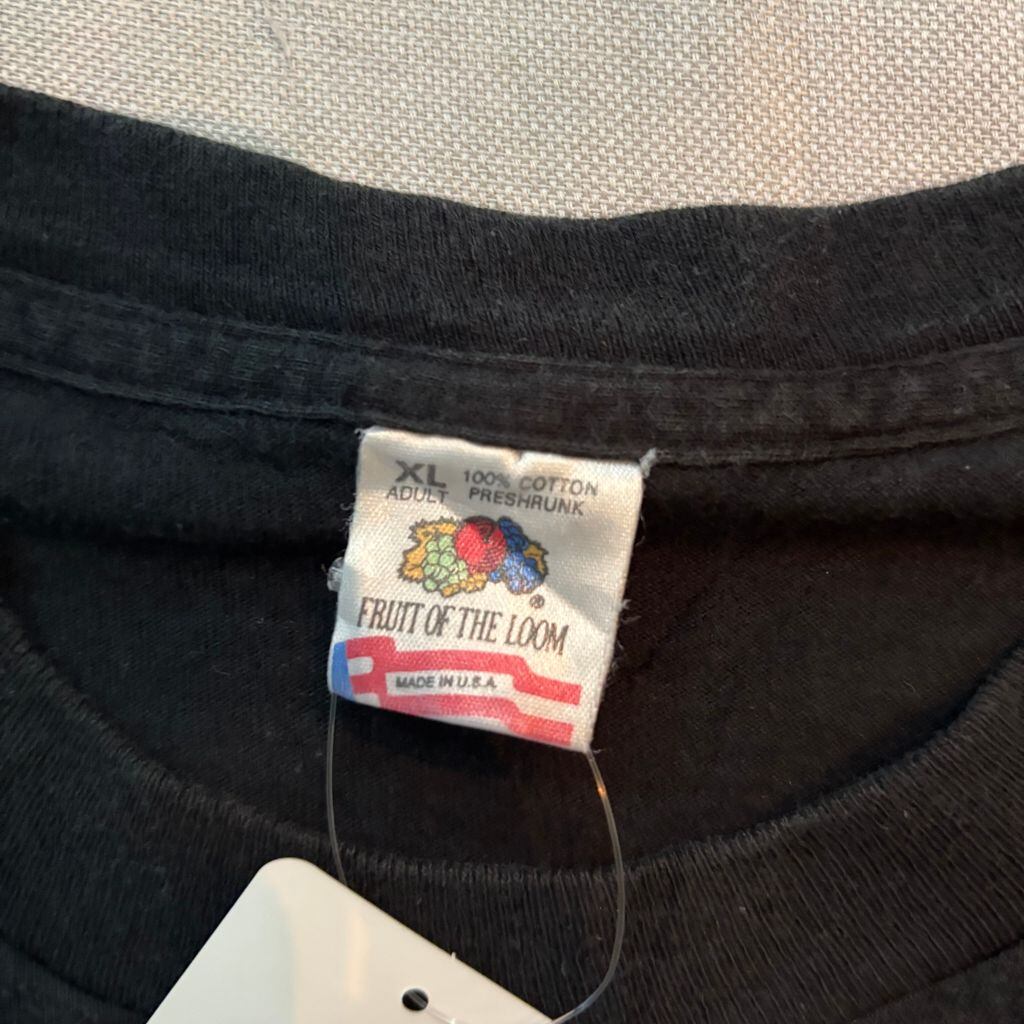 XL 100% COTTON
ADULT PRESHRUNK
®
FRUIT OF THE LOOM
MADE IN U.S.A.